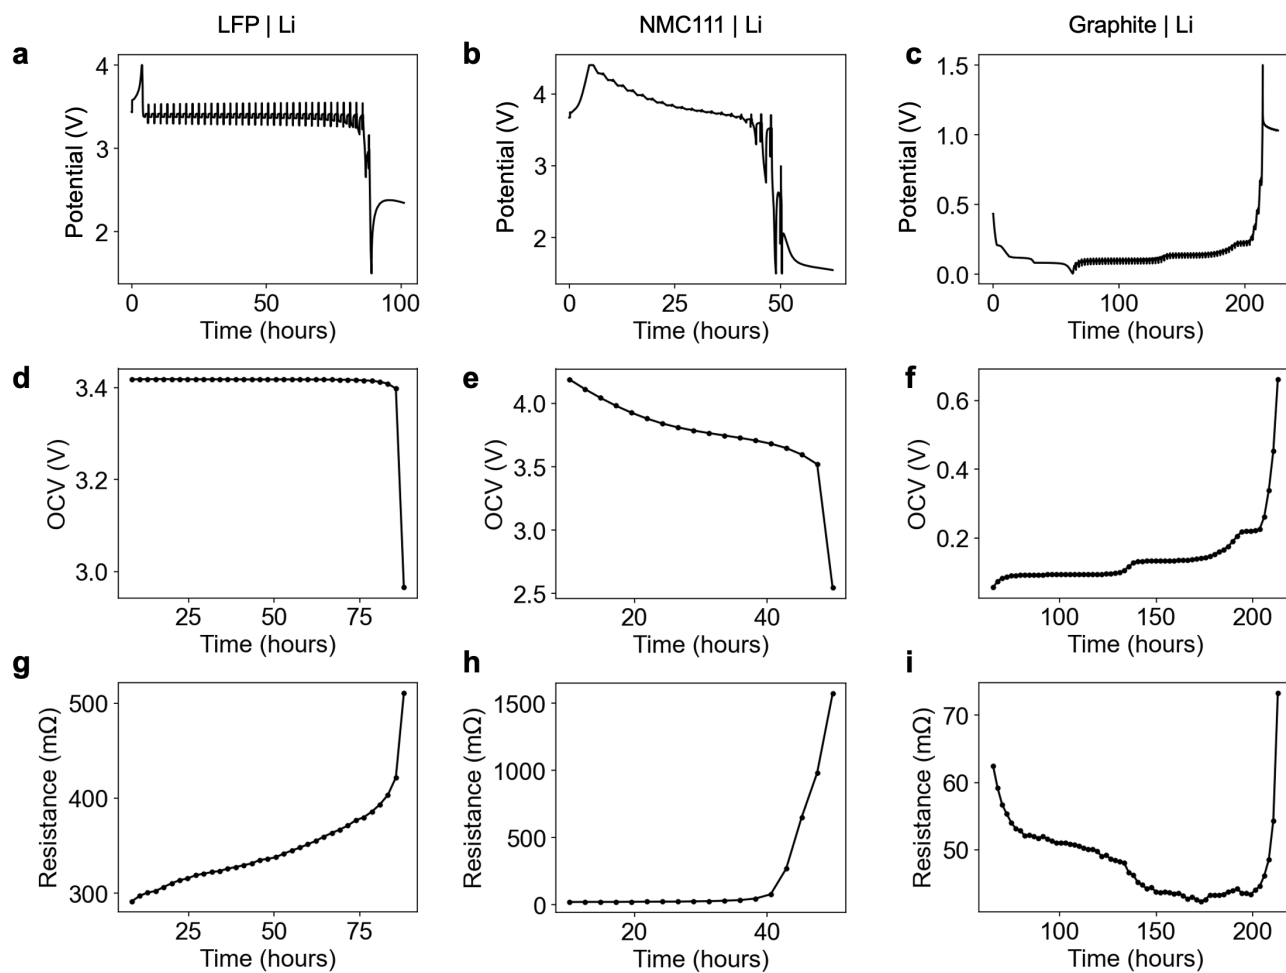 LFP | Li
NMC111 | Li
Graphite | Li
a
Potential (V)
4
3
2
0
50
100
Time (hours)
b
Potential (V)
4
3
2
0
25
50
Time (hours)
c
Potential (V)
1.5
1.0
0.5
0.0
0
100
200
Time (hours)
d
OCV (V)
3.4
3.2
3.0
25
50
75
Time (hours)
e
OCV (V)
4.0
3.5
3.0
2.5
20
40
Time (hours)
f
OCV (V)
0.6
0.4
0.2
100
150
200
Time (hours)
g
Resistance (mΩ)
500
400
300
25
50
75
Time (hours)
h
Resistance (mΩ)
1500
1000
500
0
20
40
Time (hours)
i
Resistance (mΩ)
70
60
50
100
150
200
Time (hours)